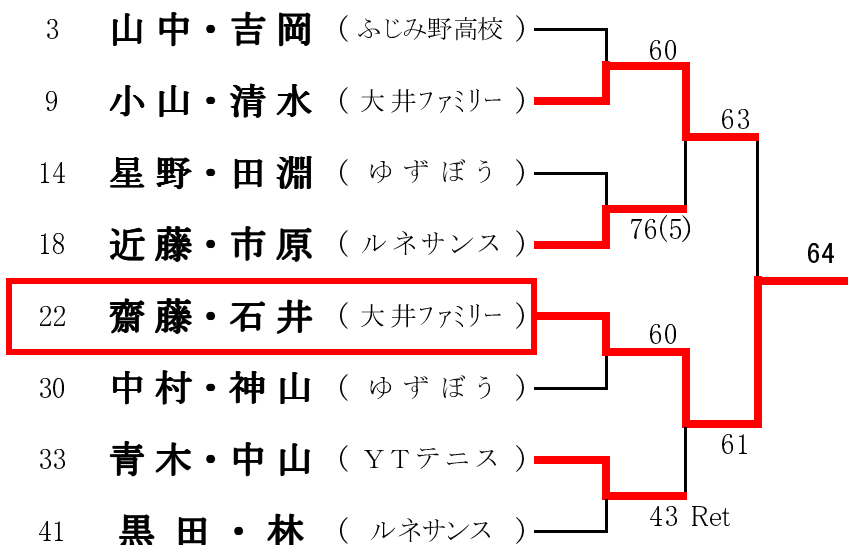 3 山中・吉岡 (ふじみ野高校)
60
9 小山・清水 (大井ファミリー)
63
14 星野・田淵 (ゆずぼう)
76(5)
18 近藤・市原 (ルネサンス)
64
22 齋藤・石井 (大井ファミリー)
60
30 中村・神山 (ゆずぼう)
61
33 青木・中山 (YTテニス)
43 Ret
41 黒田・林 (ルネサンス)